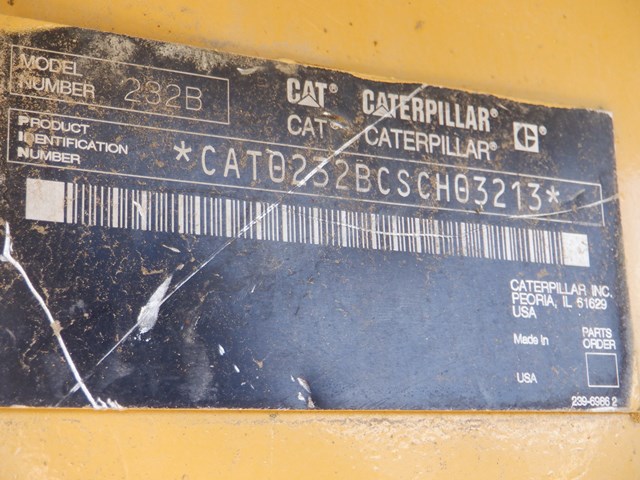 MODEL
NUMBER 232B
CAT® CATERPILLAR®
CAT® CATERPILLAR®
C®
PRODUCT
IDENTIFICATION
NUMBER
*CAT0232BCSCH03213*
CATERPILLAR INC.
PEORIA, IL 61629
USA
Made in
PARTS
ORDER
USA
239-6986 2